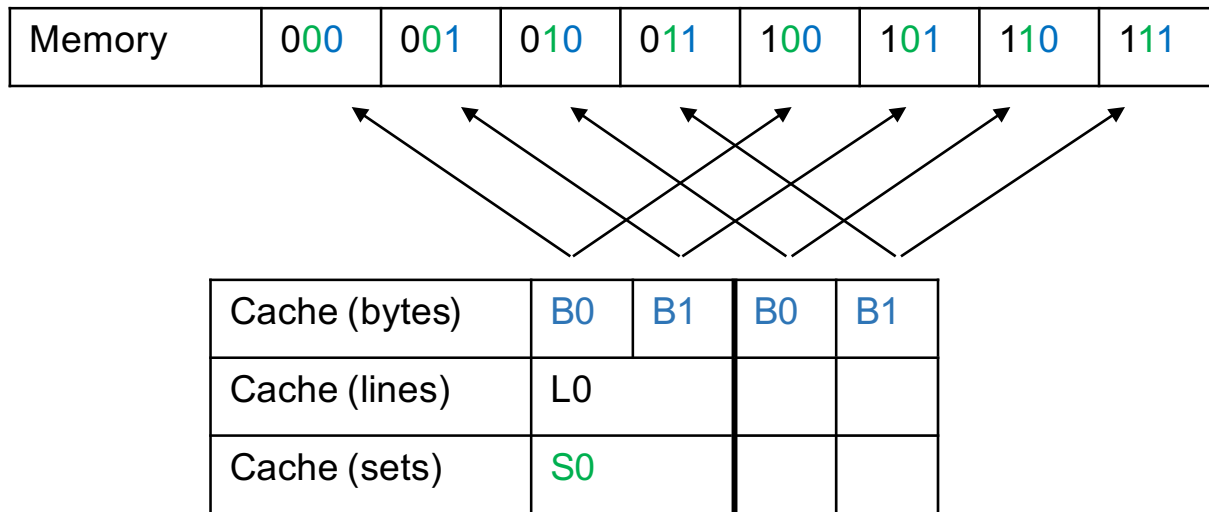 Memory 000 001 010 011 100 101 110 111
Cache (bytes) B0 B1 B0 B1
Cache (lines) L0
Cache (sets) S0